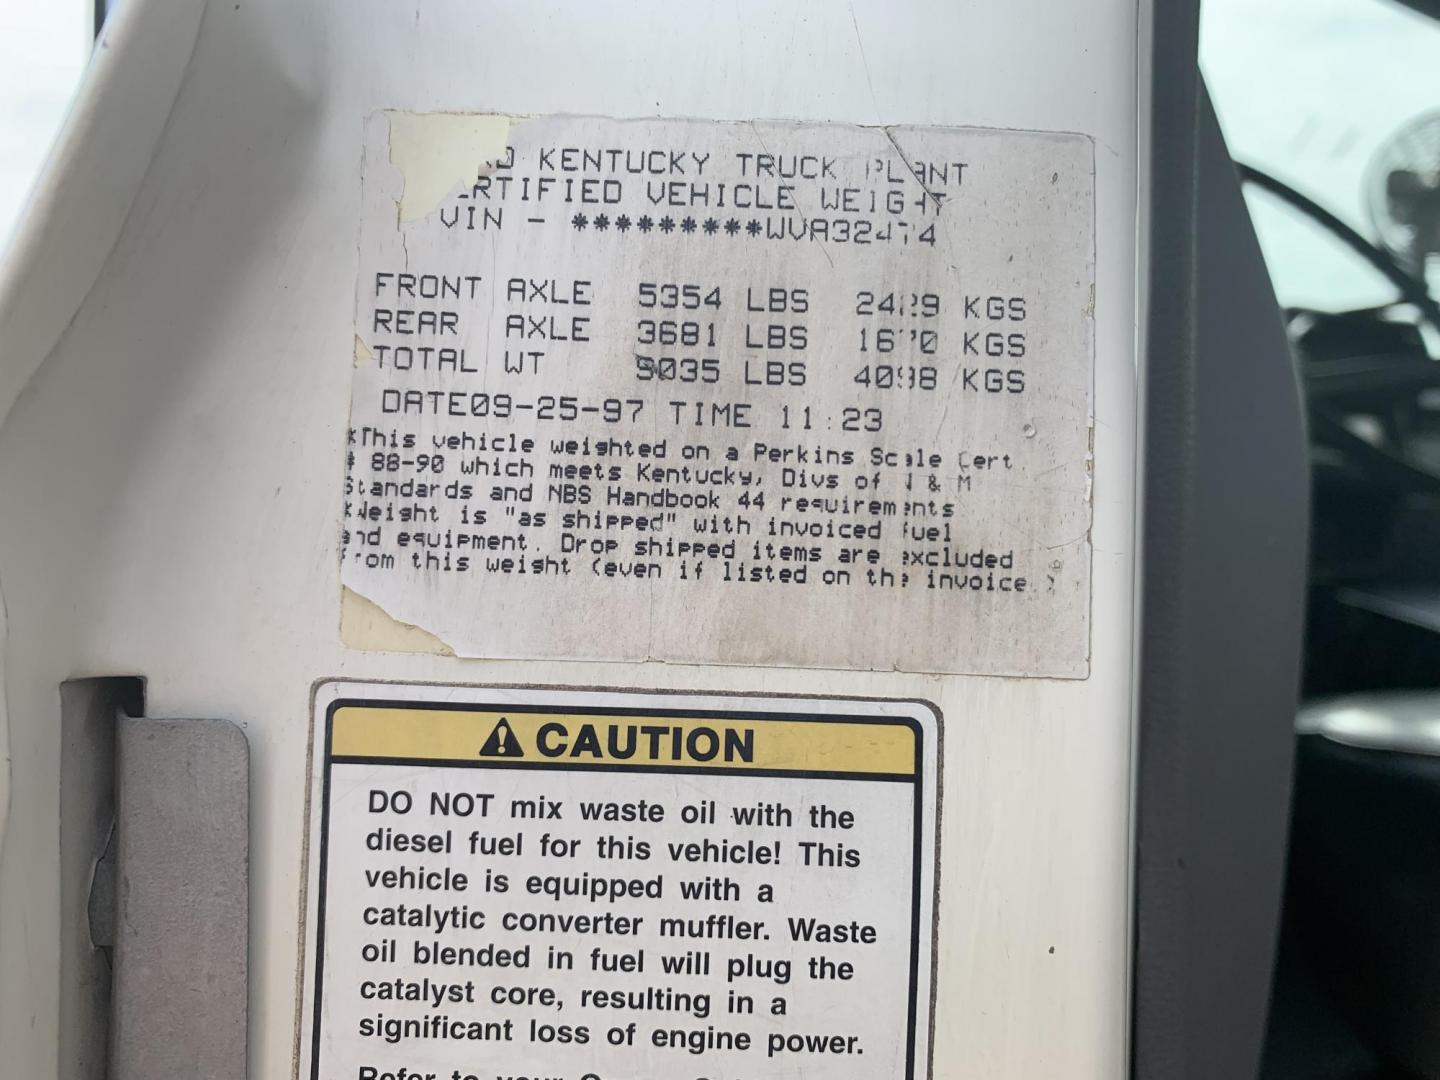 KENTUCKY TRUCK PLANT
CERTIFIED VEHICLE WEIGHT
VIN - *********WVA32474
FRONT AXLE 5354 LBS 2429 KGS
REAR AXLE 3681 LBS 1670 KGS
TOTAL WT 9035 LBS 4098 KGS
DATE09-25-97 TIME 11:23
*This vehicle weighted on a Perkins Scale Cert.
# 88-90 which meets Kentucky, Divs of W & M
Standards and NBS Handbook 44 requirements
*Weight is "as shipped" with invoiced fuel
and equipment. Drop shipped items are excluded
from this weight (even if listed on the invoice.)
CAUTION
DO NOT mix waste oil with the
diesel fuel for this vehicle! This
vehicle is equipped with a
catalytic converter muffler. Waste
oil blended in fuel will plug the
catalyst core, resulting in a
significant loss of engine power.
Refer to your